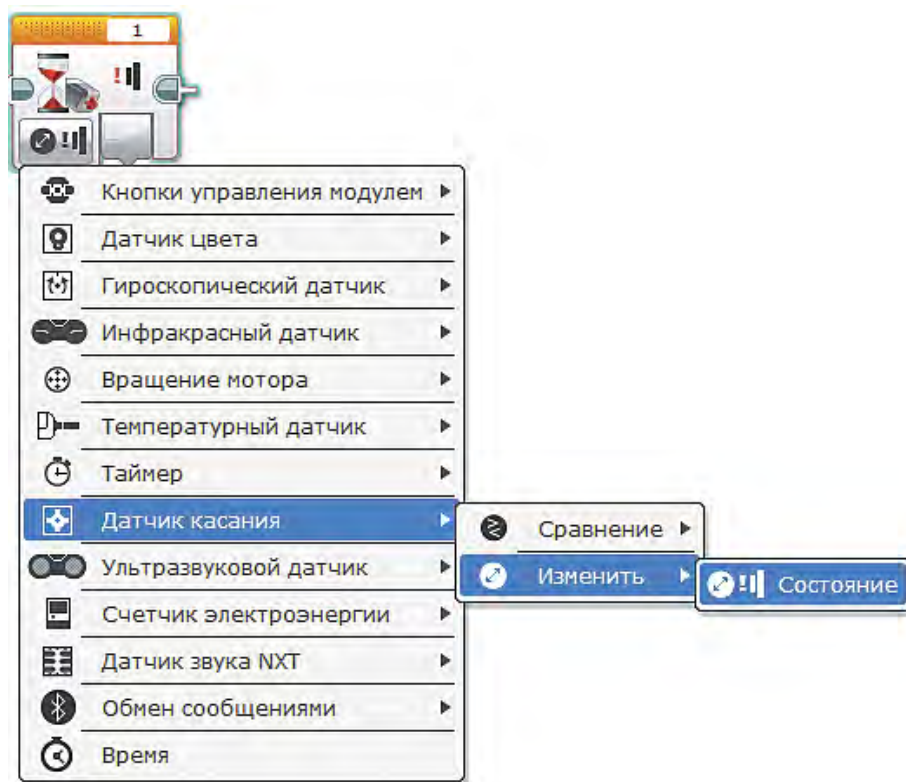 1
Кнопки управления модулем
Датчик цвета
Гироскопический датчик
Инфракрасный датчик
Вращение мотора
Температурный датчик
Таймер
Датчик касания
Сравнение
Ультразвуковой датчик
Изменить
Состояние
Счетчик электроэнергии
Датчик звука NXT
Обмен сообщениями
Время